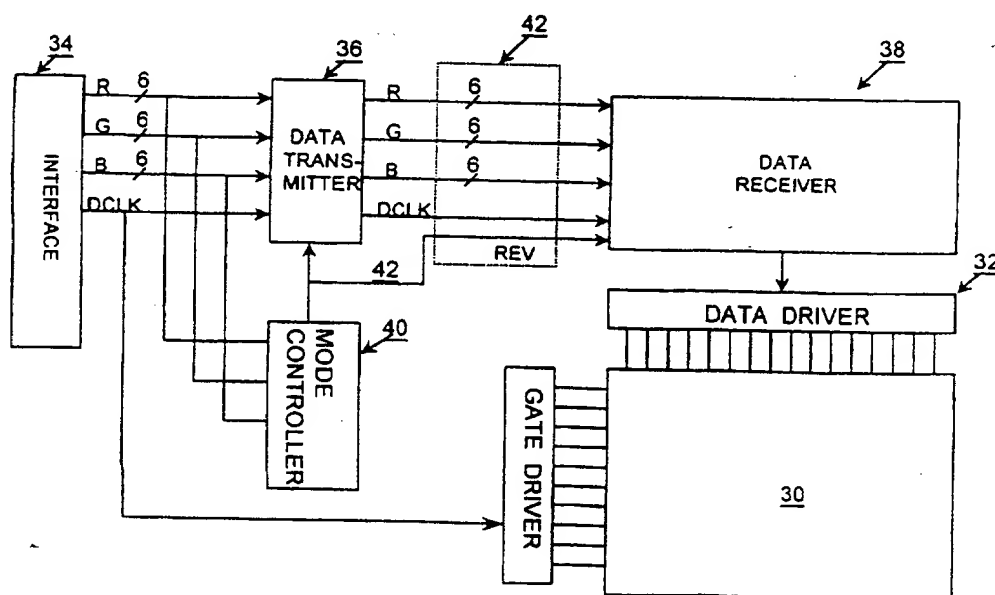 34
36
42
38
R 6
G 6
B 6
DCLK
INTERFACE
DATA
TRANS-
MITTER
R 6
G 6
B 6
DCLK
REV
DATA
RECEIVER
42
32
DATA DRIVER
MODE
CONTROLLER
40
GATE DRIVER
30